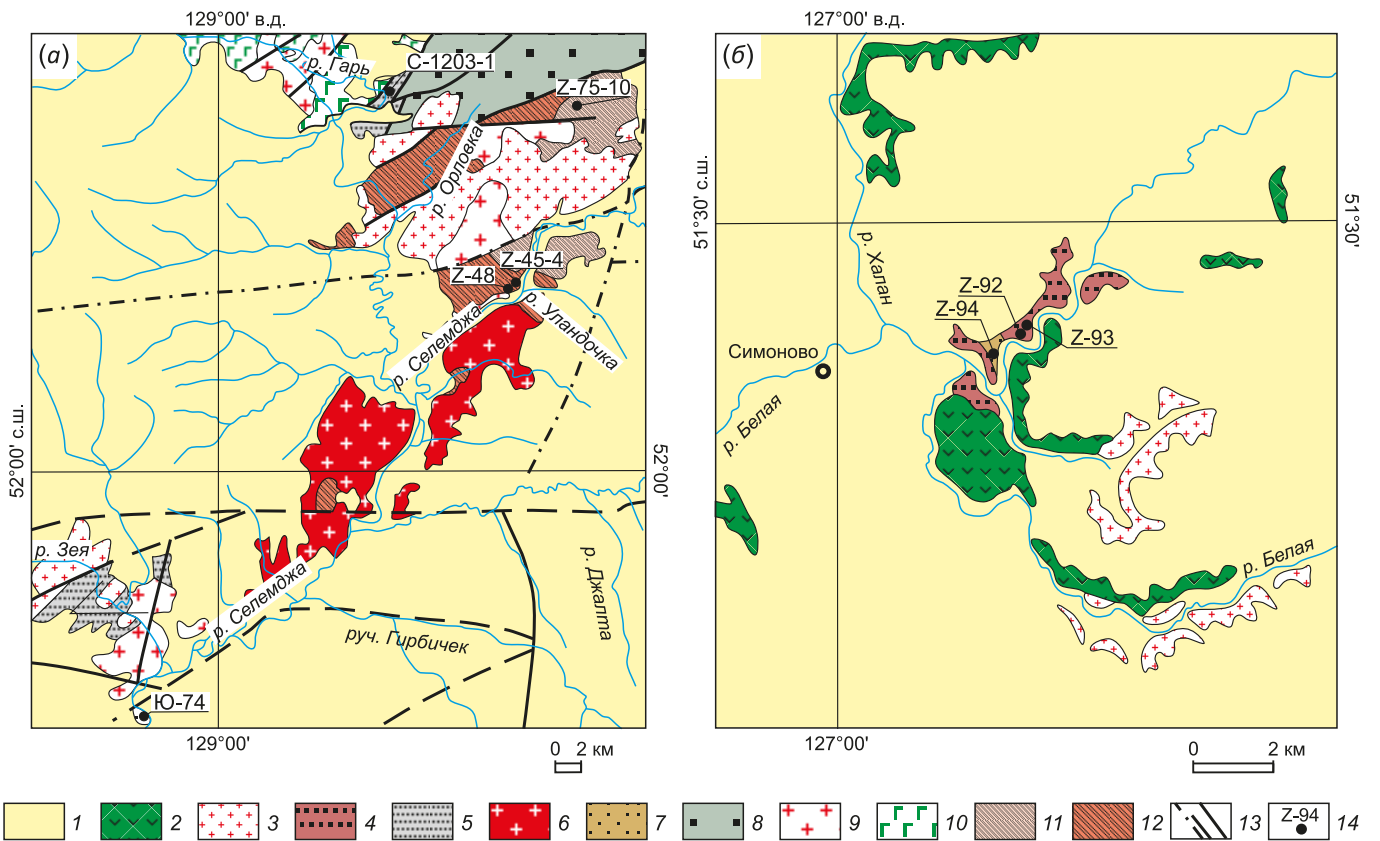 129°00' в.д.
127°00' в.д.
(а)
р. Гарь
С-1203-1
Z-75-10
р. Орловка
Z-45-4
Z-48
р. Уландочка
р. Селемджа
52°00' с.ш.
52°00'
р. Зея
р. Селемджа
р. Джалта
руч. Гирбичек
Ю-74
129°00'
0 2 км
(б)
51°30' с.ш.
51°30'
р. Халан
Z-92
Z-94
Z-93
Симоново
р. Белая
р. Белая
127°00'
0 2 км
1 2 3 4 5 6 7 8 9 10 11 12 13 Z-94 14